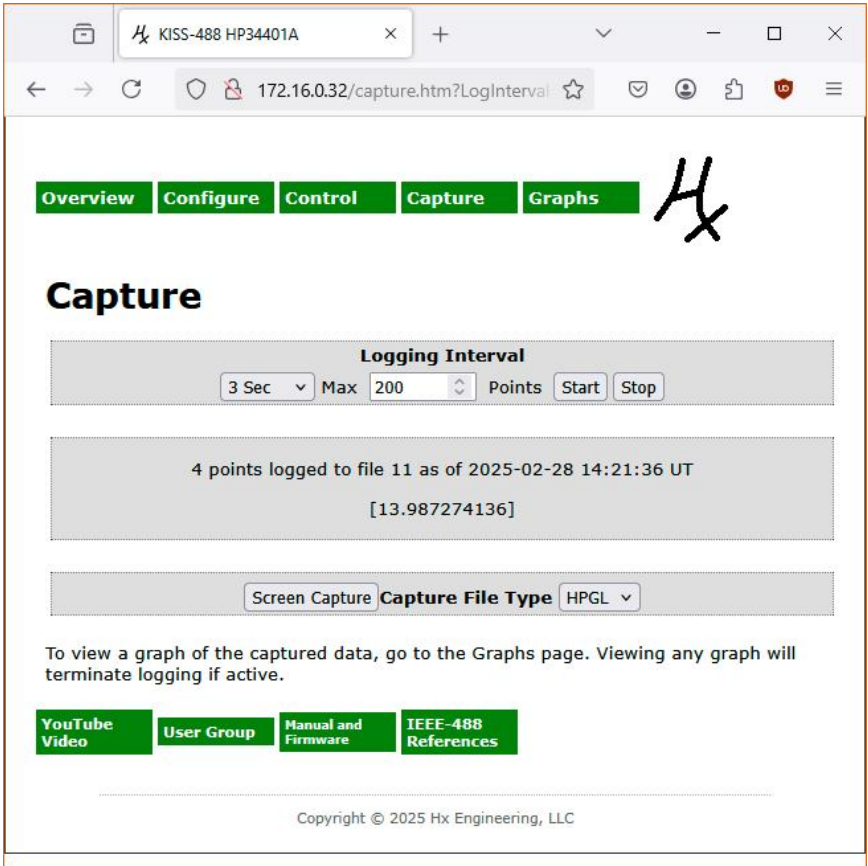 KISS-488 HP34401A
172.16.0.32/capture.htm?LogInterval
Overview Configure Control Capture Graphs Hx
Capture
Logging Interval
3 Sec Max 200 Points Start Stop
4 points logged to file 11 as of 2025-02-28 14:21:36 UT
[13.987274136]
Screen Capture Capture File Type HPGL
To view a graph of the captured data, go to the Graphs page. Viewing any graph will
terminate logging if active.
YouTube Video User Group Manual and Firmware IEEE-488 References
Copyright © 2025 Hx Engineering, LLC